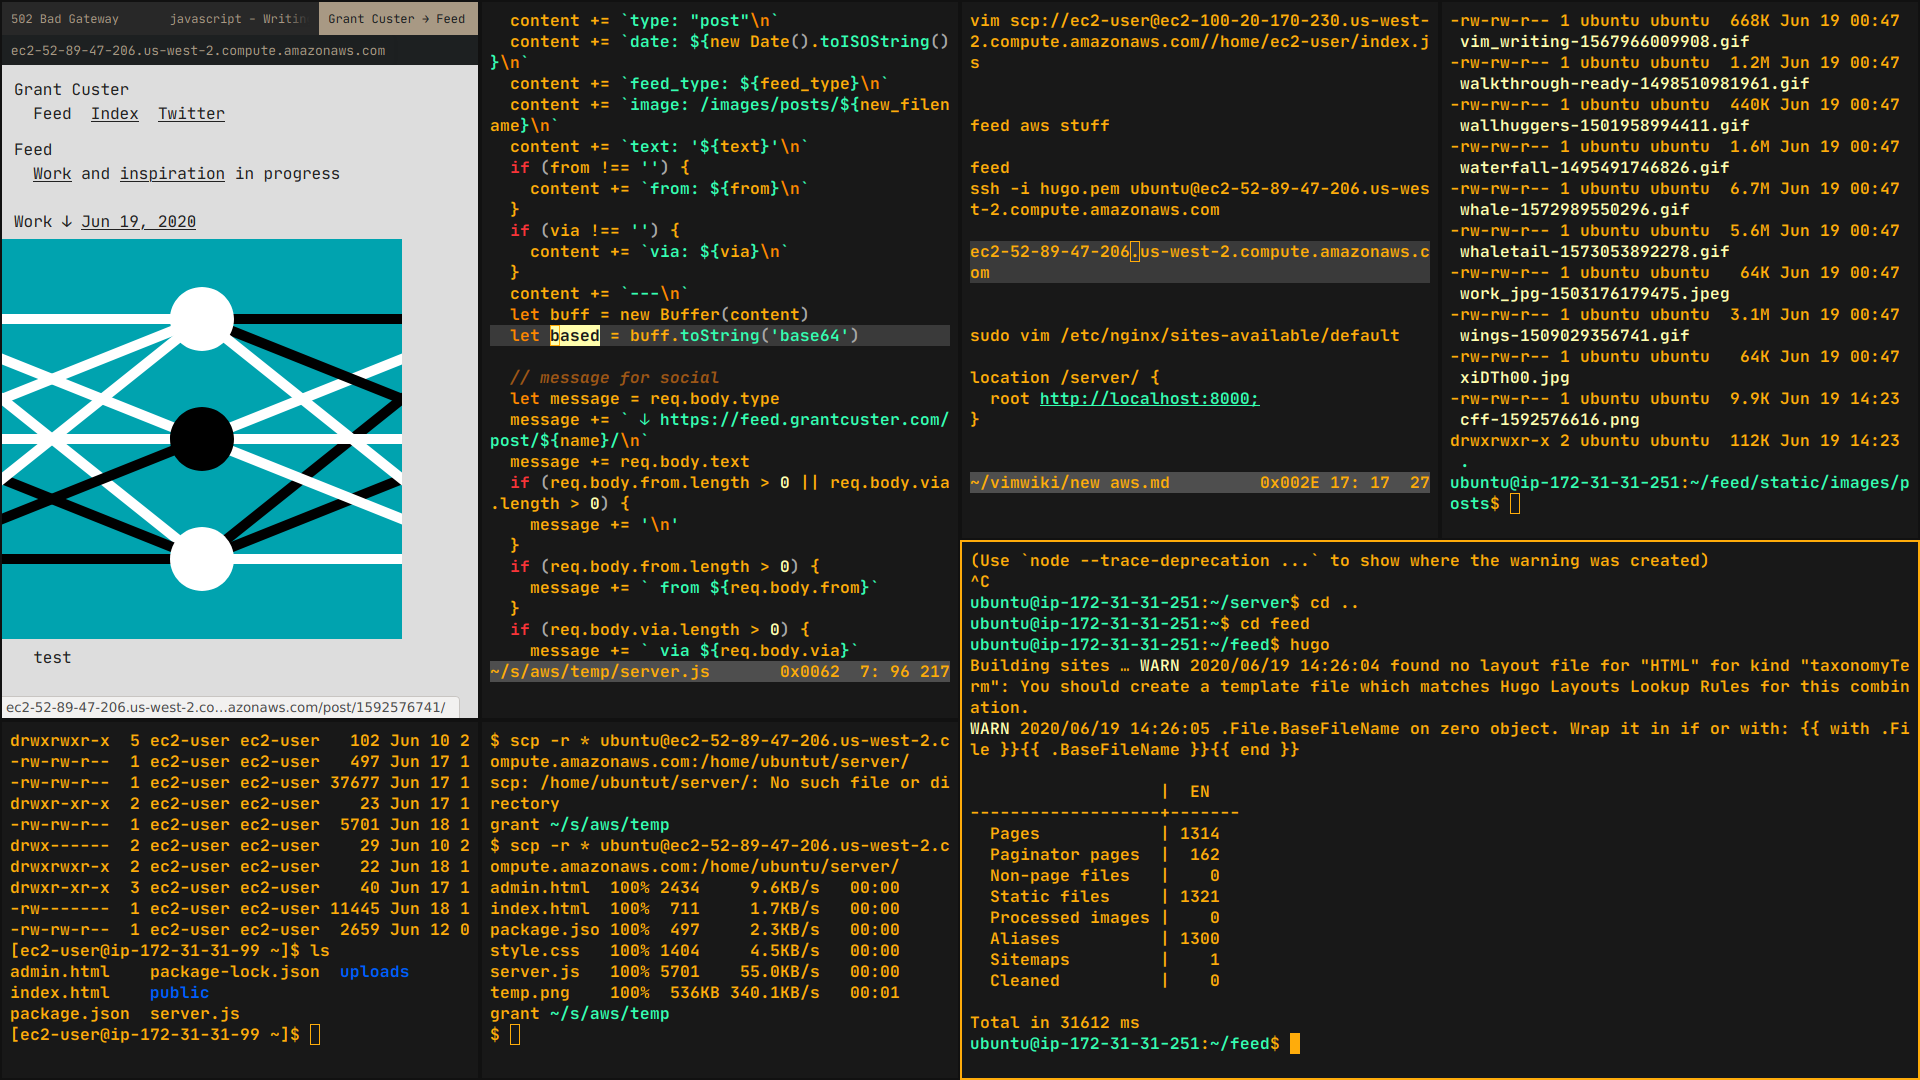 502 Bad Gateway
javascript - Writin
Grant Custer → Feed
ec2-52-89-47-206.us-west-2.compute.amazonaws.com
Grant Custer
Feed Index Twitter
Feed
Work and inspiration in progress
Work ↓ Jun 19, 2020
test
ec2-52-89-47-206.us-west-2.co...azonaws.com/post/1592576741/
content += `type: "post"\n`
content += `date: ${new Date().toISOString()
}\n`
content += `feed_type: ${feed_type}\n`
content += `image: /images/posts/${new_filen
ame}\n`
content += `text: '${text}'\n`
if (from !== '') {
content += `from: ${from}\n`
}
if (via !== '') {
content += `via: ${via}\n`
}
content += `---\n`
let buff = new Buffer(content)
let based = buff.toString('base64')
// message for social
let message = req.body.type
message += ` ↓ https://feed.grantcuster.com/
post/${name}/\n`
message += req.body.text
if (req.body.from.length > 0 || req.body.via
.length > 0) {
message += '\n'
}
if (req.body.from.length > 0) {
message += ` from ${req.body.from}`
}
if (req.body.via.length > 0) {
message += ` via ${req.body.via}`
~/s/aws/temp/server.js 0x0062 7: 96 217
vim scp://ec2-user@ec2-100-20-170-230.us-west-
2.compute.amazonaws.com//home/ec2-user/index.j
s
feed aws stuff
feed
ssh -i hugo.pem ubuntu@ec2-52-89-47-206.us-wes
t-2.compute.amazonaws.com
ec2-52-89-47-206.us-west-2.compute.amazonaws.c
om
sudo vim /etc/nginx/sites-available/default
location /server/ {
root http://localhost:8000;
}
~/vimwiki/new aws.md 0x002E 17: 17 27
-rw-rw-r-- 1 ubuntu ubuntu 668K Jun 19 00:47
vim_writing-1567966009908.gif
-rw-rw-r-- 1 ubuntu ubuntu 1.2M Jun 19 00:47
walkthrough-ready-1498510981961.gif
-rw-rw-r-- 1 ubuntu ubuntu 440K Jun 19 00:47
wallhuggers-1501958994411.gif
-rw-rw-r-- 1 ubuntu ubuntu 1.6M Jun 19 00:47
waterfall-1495491746826.gif
-rw-rw-r-- 1 ubuntu ubuntu 6.7M Jun 19 00:47
whale-1572989550296.gif
-rw-rw-r-- 1 ubuntu ubuntu 5.6M Jun 19 00:47
whaletail-1573053892278.gif
-rw-rw-r-- 1 ubuntu ubuntu 64K Jun 19 00:47
work_jpg-1503176179475.jpeg
-rw-rw-r-- 1 ubuntu ubuntu 3.1M Jun 19 00:47
wings-1509029356741.gif
-rw-rw-r-- 1 ubuntu ubuntu 64K Jun 19 00:47
xiDTh00.jpg
-rw-rw-r-- 1 ubuntu ubuntu 9.9K Jun 19 14:23
cff-1592576616.png
drwxrwxr-x 2 ubuntu ubuntu 112K Jun 19 14:23
.
ubuntu@ip-172-31-31-251:~/feed/static/images/p
osts$
drwxrwxr-x 5 ec2-user ec2-user 102 Jun 10 2
-rw-rw-r-- 1 ec2-user ec2-user 497 Jun 17 1
-rw-rw-r-- 1 ec2-user ec2-user 37677 Jun 17 1
drwxr-xr-x 2 ec2-user ec2-user 23 Jun 17 1
-rw-rw-r-- 1 ec2-user ec2-user 5701 Jun 18 1
drwx------ 2 ec2-user ec2-user 29 Jun 10 2
drwxrwxr-x 2 ec2-user ec2-user 22 Jun 18 1
drwxr-xr-x 3 ec2-user ec2-user 40 Jun 17 1
-rw------- 1 ec2-user ec2-user 11445 Jun 18 1
-rw-rw-r-- 1 ec2-user ec2-user 2659 Jun 12 0
[ec2-user@ip-172-31-31-99 ~]$ ls
admin.html package-lock.json uploads
index.html public
package.json server.js
[ec2-user@ip-172-31-31-99 ~]$
$ scp -r * ubuntu@ec2-52-89-47-206.us-west-2.c
ompute.amazonaws.com:/home/ubuntut/server/
scp: /home/ubuntut/server/: No such file or di
rectory
grant ~/s/aws/temp
$ scp -r * ubuntu@ec2-52-89-47-206.us-west-2.c
ompute.amazonaws.com:/home/ubuntu/server/
admin.html 100% 2434 9.6KB/s 00:00
index.html 100% 711 1.7KB/s 00:00
package.jso 100% 497 2.3KB/s 00:00
style.css 100% 1404 4.5KB/s 00:00
server.js 100% 5701 55.0KB/s 00:00
temp.png 100% 536KB 340.1KB/s 00:01
grant ~/s/aws/temp
$
(Use `node --trace-deprecation ...` to show where the warning was created)
^C
ubuntu@ip-172-31-31-251:~/server$ cd ..
ubuntu@ip-172-31-31-251:~$ cd feed
ubuntu@ip-172-31-31-251:~/feed$ hugo
Building sites … WARN 2020/06/19 14:26:04 found no layout file for "HTML" for kind "taxonomyTe
rm": You should create a template file which matches Hugo Layouts Lookup Rules for this combin
ation.
WARN 2020/06/19 14:26:05 .File.BaseFileName on zero object. Wrap it in if or with: {{ with .Fi
le }}{{ .BaseFileName }}{{ end }}
| EN
-------------------+-------
Pages | 1314
Paginator pages | 162
Non-page files | 0
Static files | 1321
Processed images | 0
Aliases | 1300
Sitemaps | 1
Cleaned | 0
Total in 31612 ms
ubuntu@ip-172-31-31-251:~/feed$